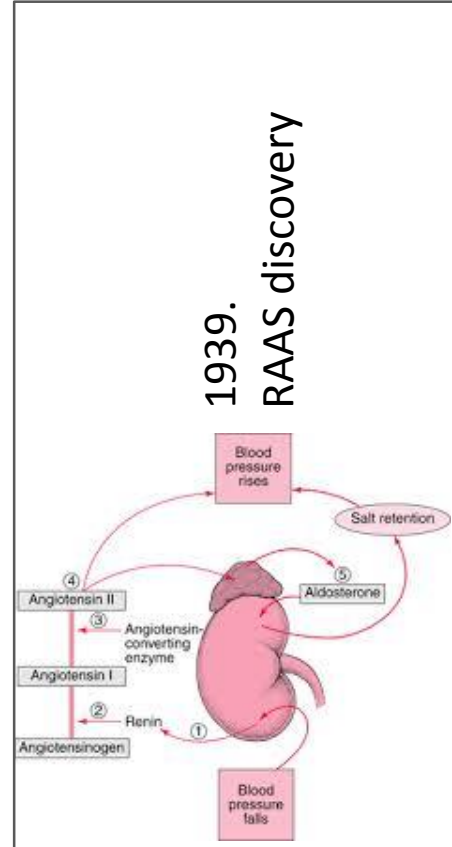 1939.
RAAS discovery
Blood
pressure
rises
Salt retention
④
Angiotensin II
⑤
Aldosterone
③
Angiotensin-
converting
enzyme
Angiotensin I
②
Renin
①
Angiotensinogen
Blood
pressure
falls